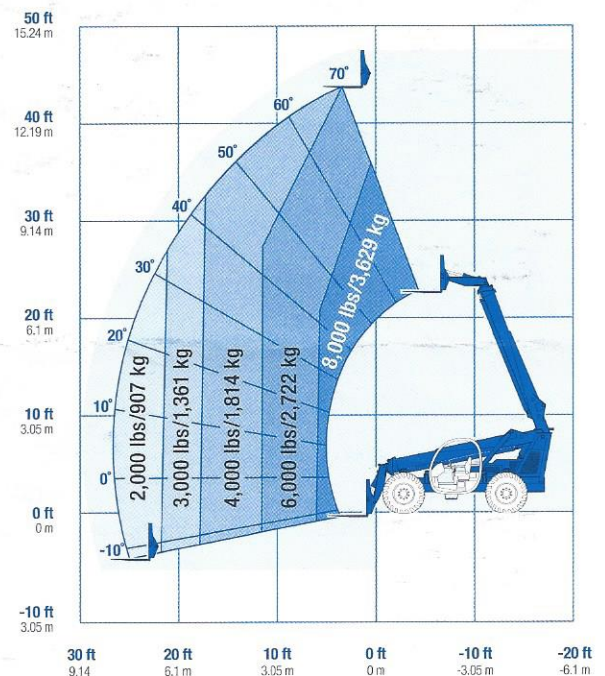 50 ft
15.24 m
40 ft
12.19 m
30 ft
9.14 m
20 ft
6.1 m
10 ft
3.05 m
0 ft
0 m
-10 ft
3.05 m
70˚
60˚
50˚
40˚
30˚
20˚
10˚
0˚
-10˚
2,000 lbs/907 kg
3,000 lbs/1,361 kg
4,000 lbs/1,814 kg
6,000 lbs/2,722 kg
8,000 lbs/3,629 kg
30 ft 20 ft 10 ft 0 ft -10 ft -20 ft
9.14 6.1 m 3.05 m 0 m -3.05 m -6.1 m